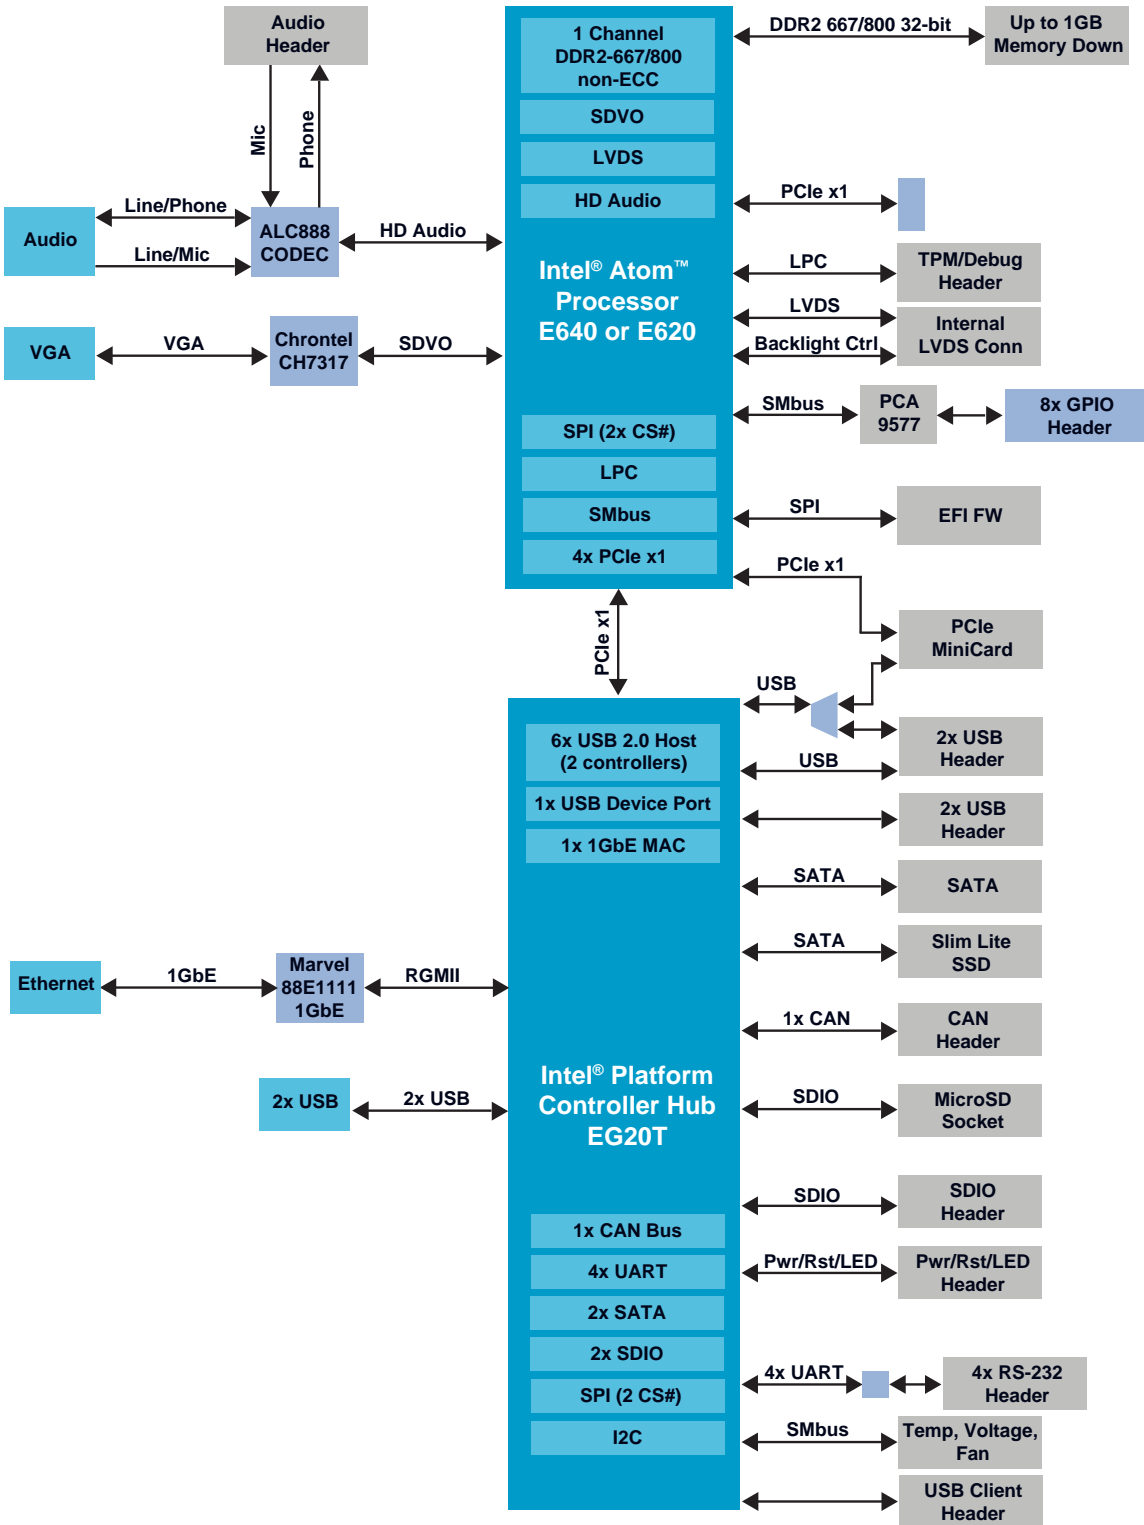 Audio
Header
Mic
Phone
Audio
Line/Phone
Line/Mic
ALC888
CODEC
HD Audio
VGA
VGA
Chrontel
CH7317
SDVO
1 Channel
DDR2-667/800
non-ECC
SDVO
LVDS
HD Audio
Intel® Atom™
Processor
E640 or E620
SPI (2x CS#)
LPC
SMbus
4x PCIe x1
DDR2 667/800 32-bit
Up to 1GB
Memory Down
PCIe x1
LPC
TPM/Debug
Header
LVDS
Backlight Ctrl
Internal
LVDS Conn
SMbus
PCA
9577
8x GPIO
Header
SPI
EFI FW
PCIe x1
PCIe
MiniCard
PCIe x1
USB
2x USB
Header
USB
2x USB
Header
6x USB 2.0 Host
(2 controllers)
1x USB Device Port
1x 1GbE MAC
SATA
SATA
SATA
Slim Lite
SSD
Ethernet
1GbE
Marvel
88E1111
1GbE
RGMII
1x CAN
CAN
Header
2x USB
2x USB
Intel® Platform
Controller Hub
EG20T
SDIO
MicroSD
Socket
SDIO
SDIO
Header
1x CAN Bus
4x UART
2x SATA
2x SDIO
SPI (2 CS#)
I2C
Pwr/Rst/LED
Pwr/Rst/LED
Header
4x UART
4x RS-232
Header
SMbus
Temp, Voltage,
Fan
USB Client
Header